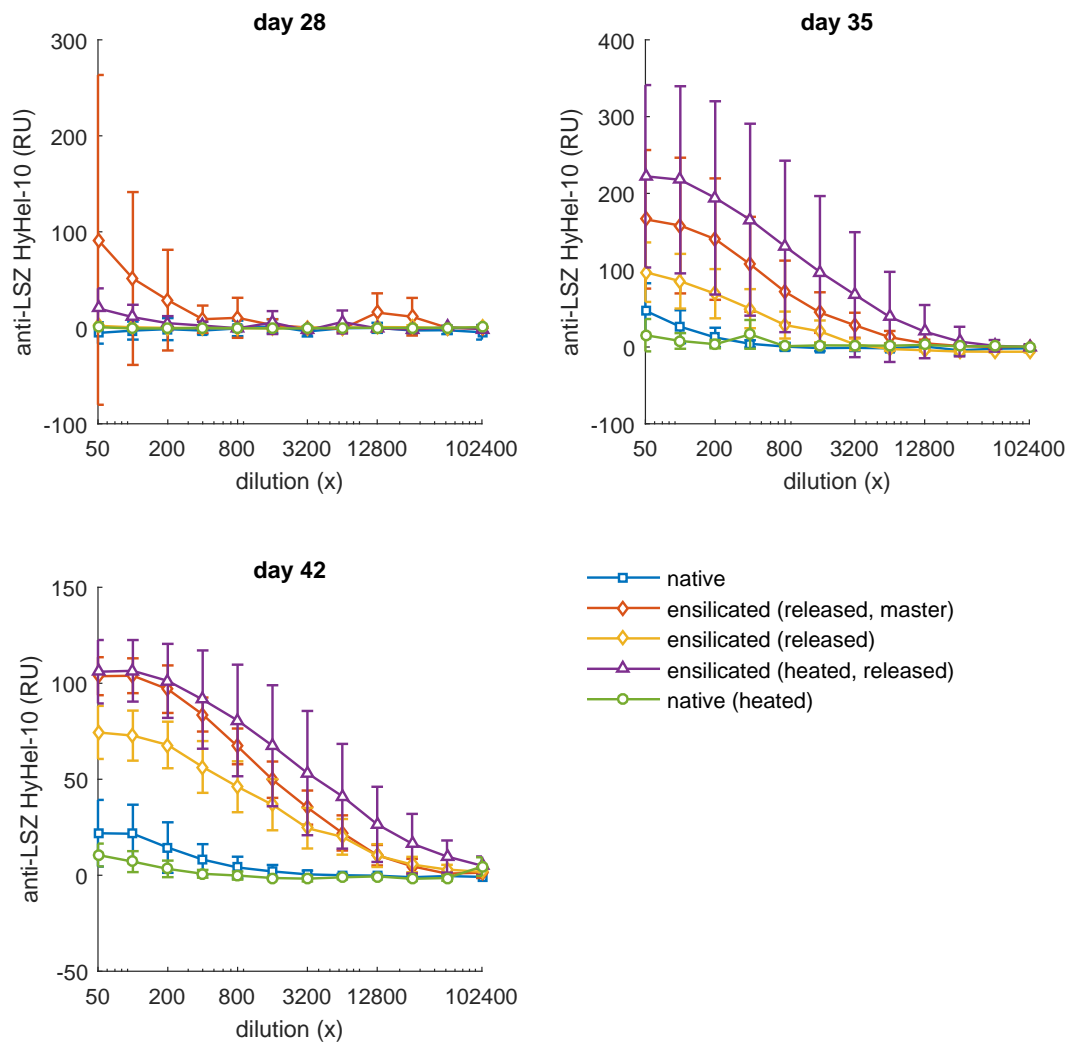 day 28
300
200
100
0
-100
anti-LSZ HyHel-10 (RU)
50 200 800 3200 12800 102400
dilution (x)
day 35
400
300
200
100
0
-100
anti-LSZ HyHel-10 (RU)
50 200 800 3200 12800 102400
dilution (x)
day 42
150
100
50
0
-50
anti-LSZ HyHel-10 (RU)
50 200 800 3200 12800 102400
dilution (x)
native
ensilicated (released, master)
ensilicated (released)
ensilicated (heated, released)
native (heated)